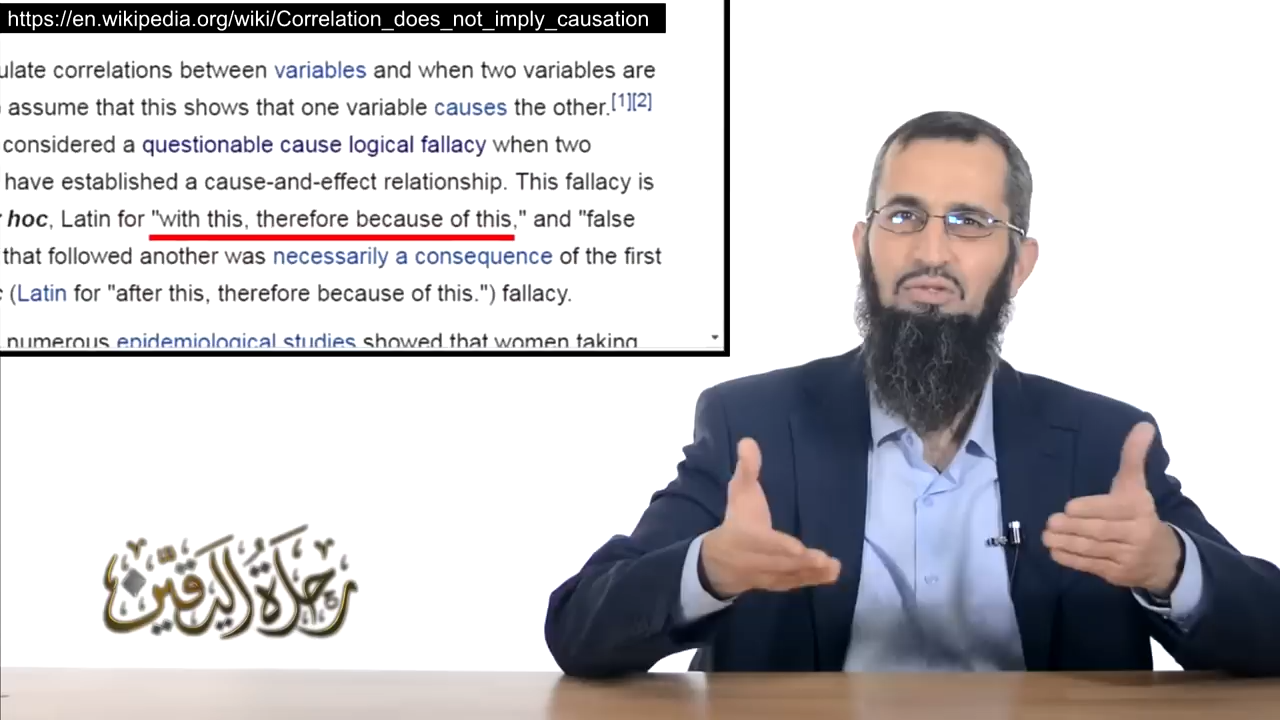 https://en.wikipedia.org/wiki/Correlation_does_not_imply_causation
ulate correlations between variables and when two variables are
assume that this shows that one variable causes the other.[1][2]
considered a questionable cause logical fallacy when two
have established a cause-and-effect relationship. This fallacy is
hoc, Latin for "with this, therefore because of this," and "false
that followed another was necessarily a consequence of the first
(Latin for "after this, therefore because of this.") fallacy.
numerous epidemiological studies showed that women taking
رحلة اليقين